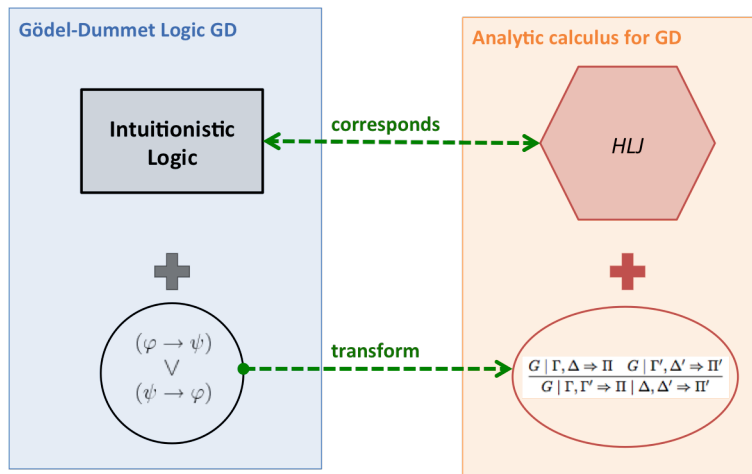 Gödel-Dummet Logic GD
Analytic calculus for GD
Intuitionistic
Logic
corresponds
HLJ
(φ → ψ)
∨
(ψ → φ)
transform
G | Γ, Δ ⇒ Π G | Γ′, Δ′ ⇒ Π′
G | Γ, Γ′ ⇒ Π | Δ, Δ′ ⇒ Π′